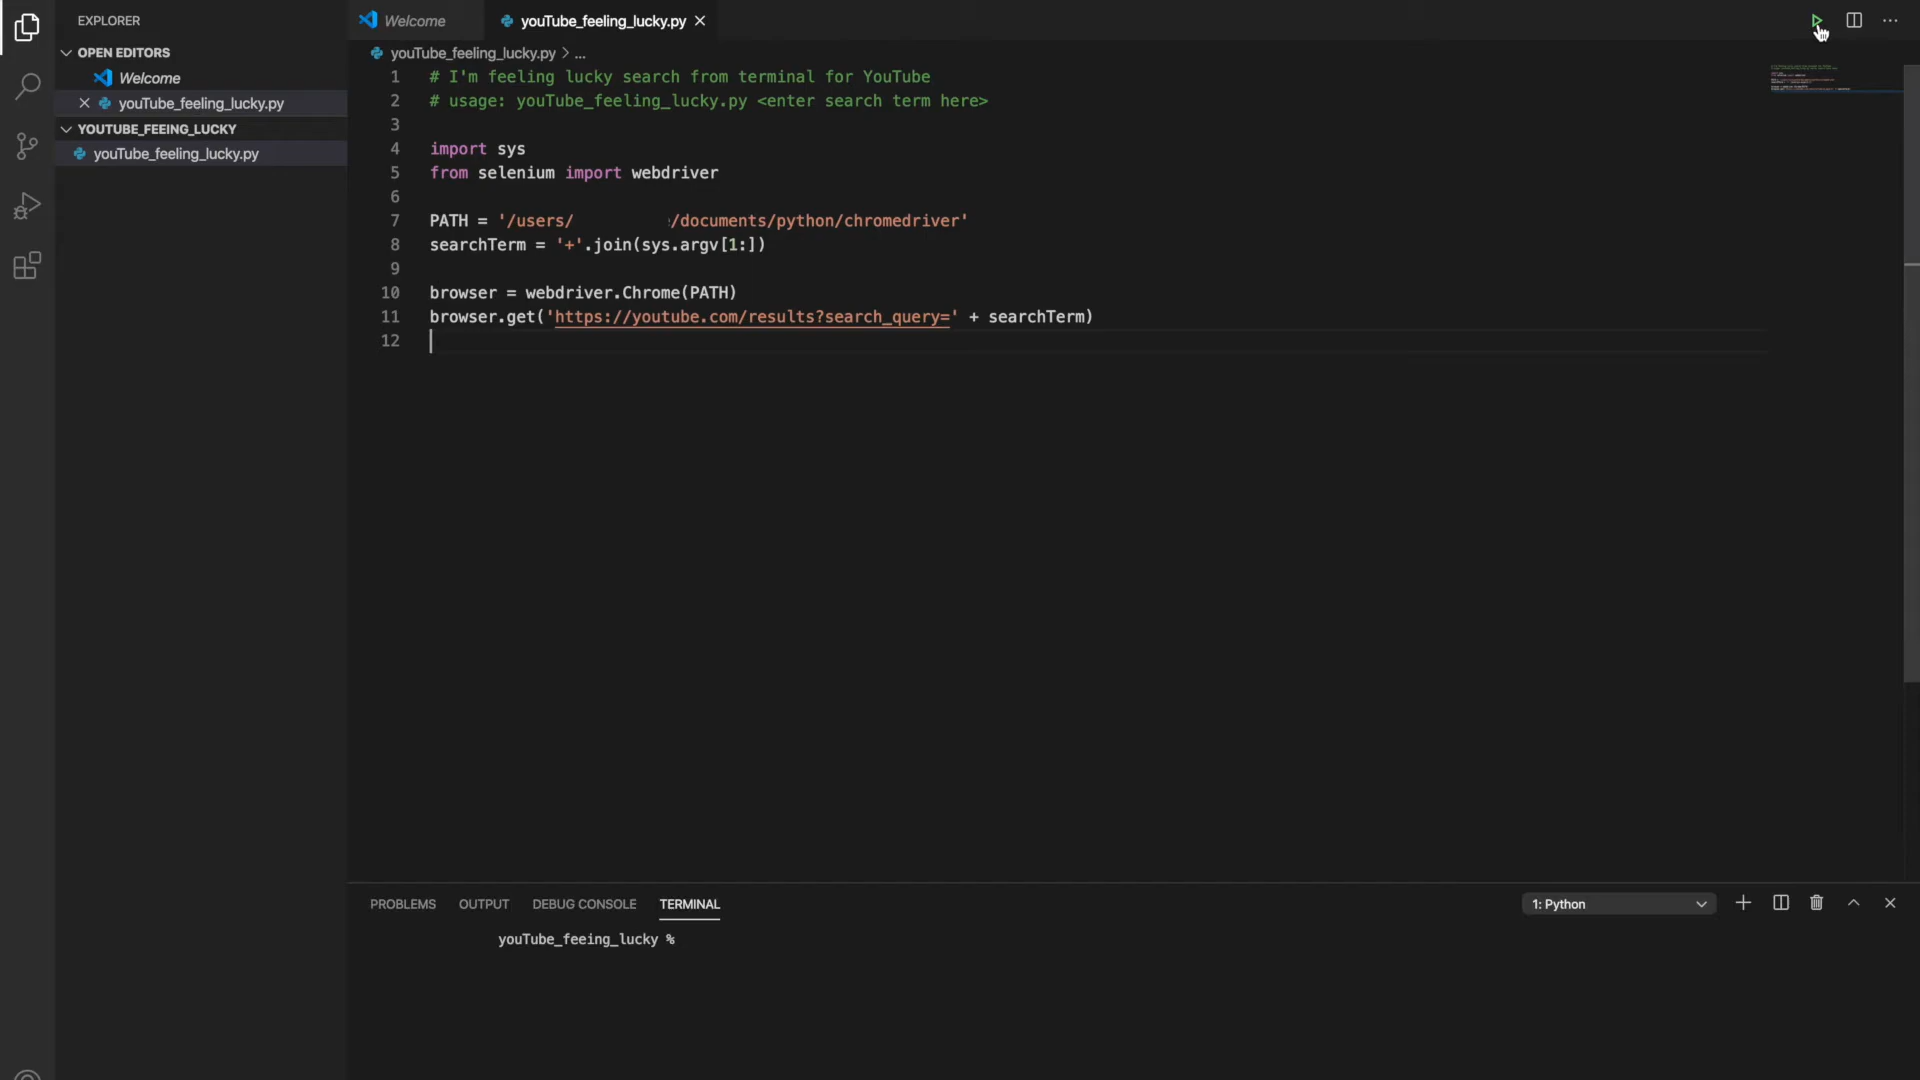 EXPLORER
OPEN EDITORS
Welcome
youTube_feeling_lucky.py
YOUTUBE_FEEING_LUCKY
youTube_feeling_lucky.py
Welcome
youTube_feeling_lucky.py
youTube_feeling_lucky.py > ...
1 # I'm feeling lucky search from terminal for YouTube
2 # usage: youTube_feeling_lucky.py <enter search term here>
3
4 import sys
5 from selenium import webdriver
6
7 PATH = '/users/ /documents/python/chromedriver'
8 searchTerm = '+'.join(sys.argv[1:])
9
10 browser = webdriver.Chrome(PATH)
11 browser.get('https://youtube.com/results?search_query=' + searchTerm)
12
PROBLEMS OUTPUT DEBUG CONSOLE TERMINAL 1: Python
youTube_feeing_lucky %